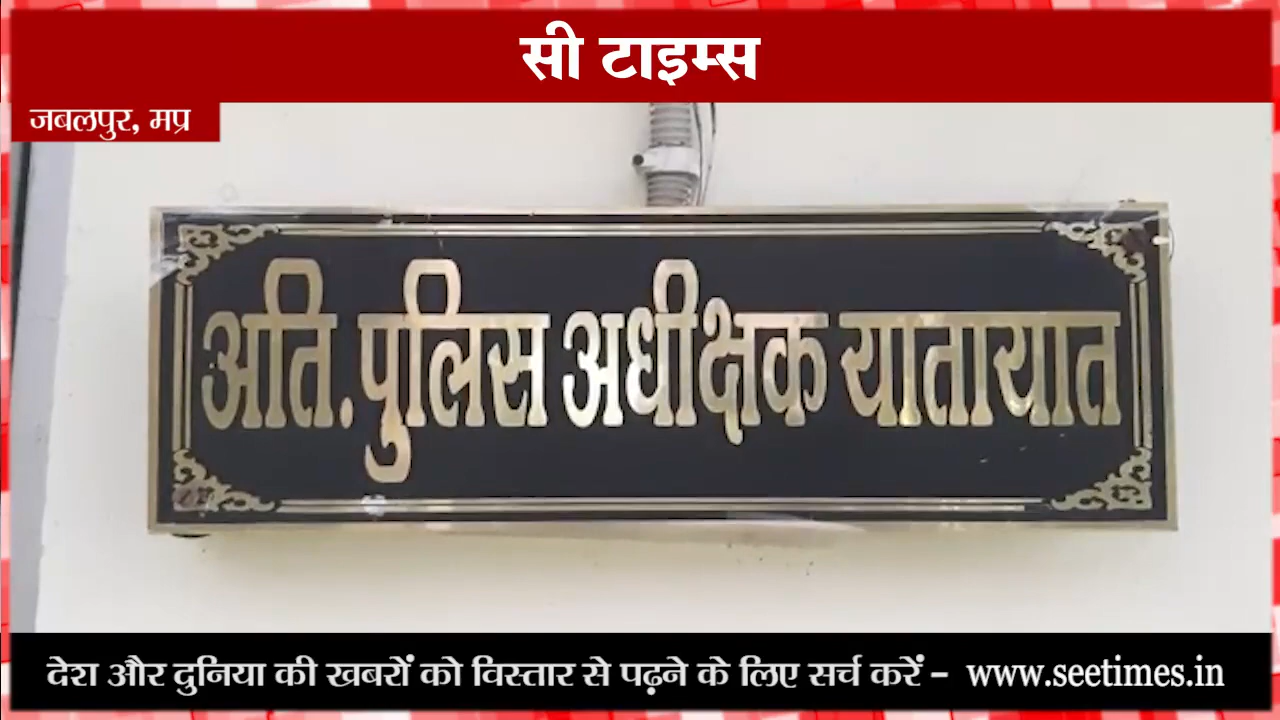 सी टाइम्स
जबलपुर, मप्र
अति. पुलिस अधीक्षक यातायात
देश और दुनिया की खबरों को विस्तार से पढ़ने के लिए सर्च करें – www.seetimes.in